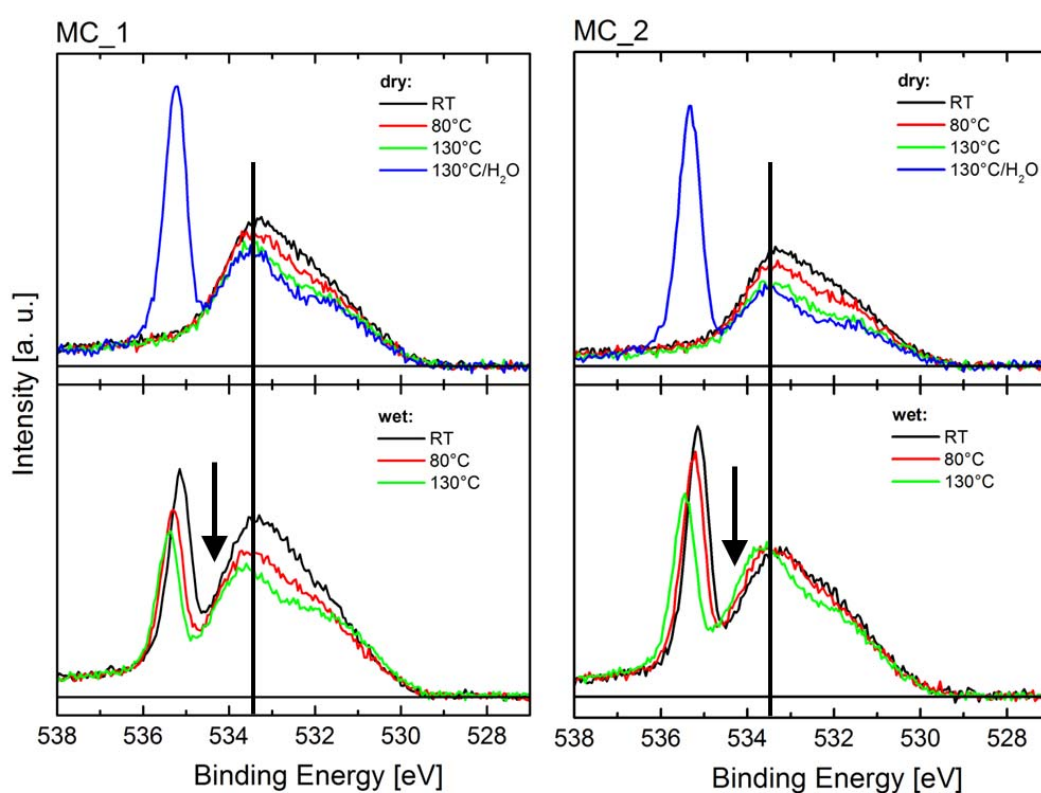 MC_1
MC_2
dry:
RT
80°C
130°C
130°C/H₂O
dry:
RT
80°C
130°C
130°C/H₂O
wet:
RT
80°C
130°C
wet:
RT
80°C
130°C
Intensity [a. u.]
538 536 534 532 530 528
538 536 534 532 530 528
Binding Energy [eV]
Binding Energy [eV]